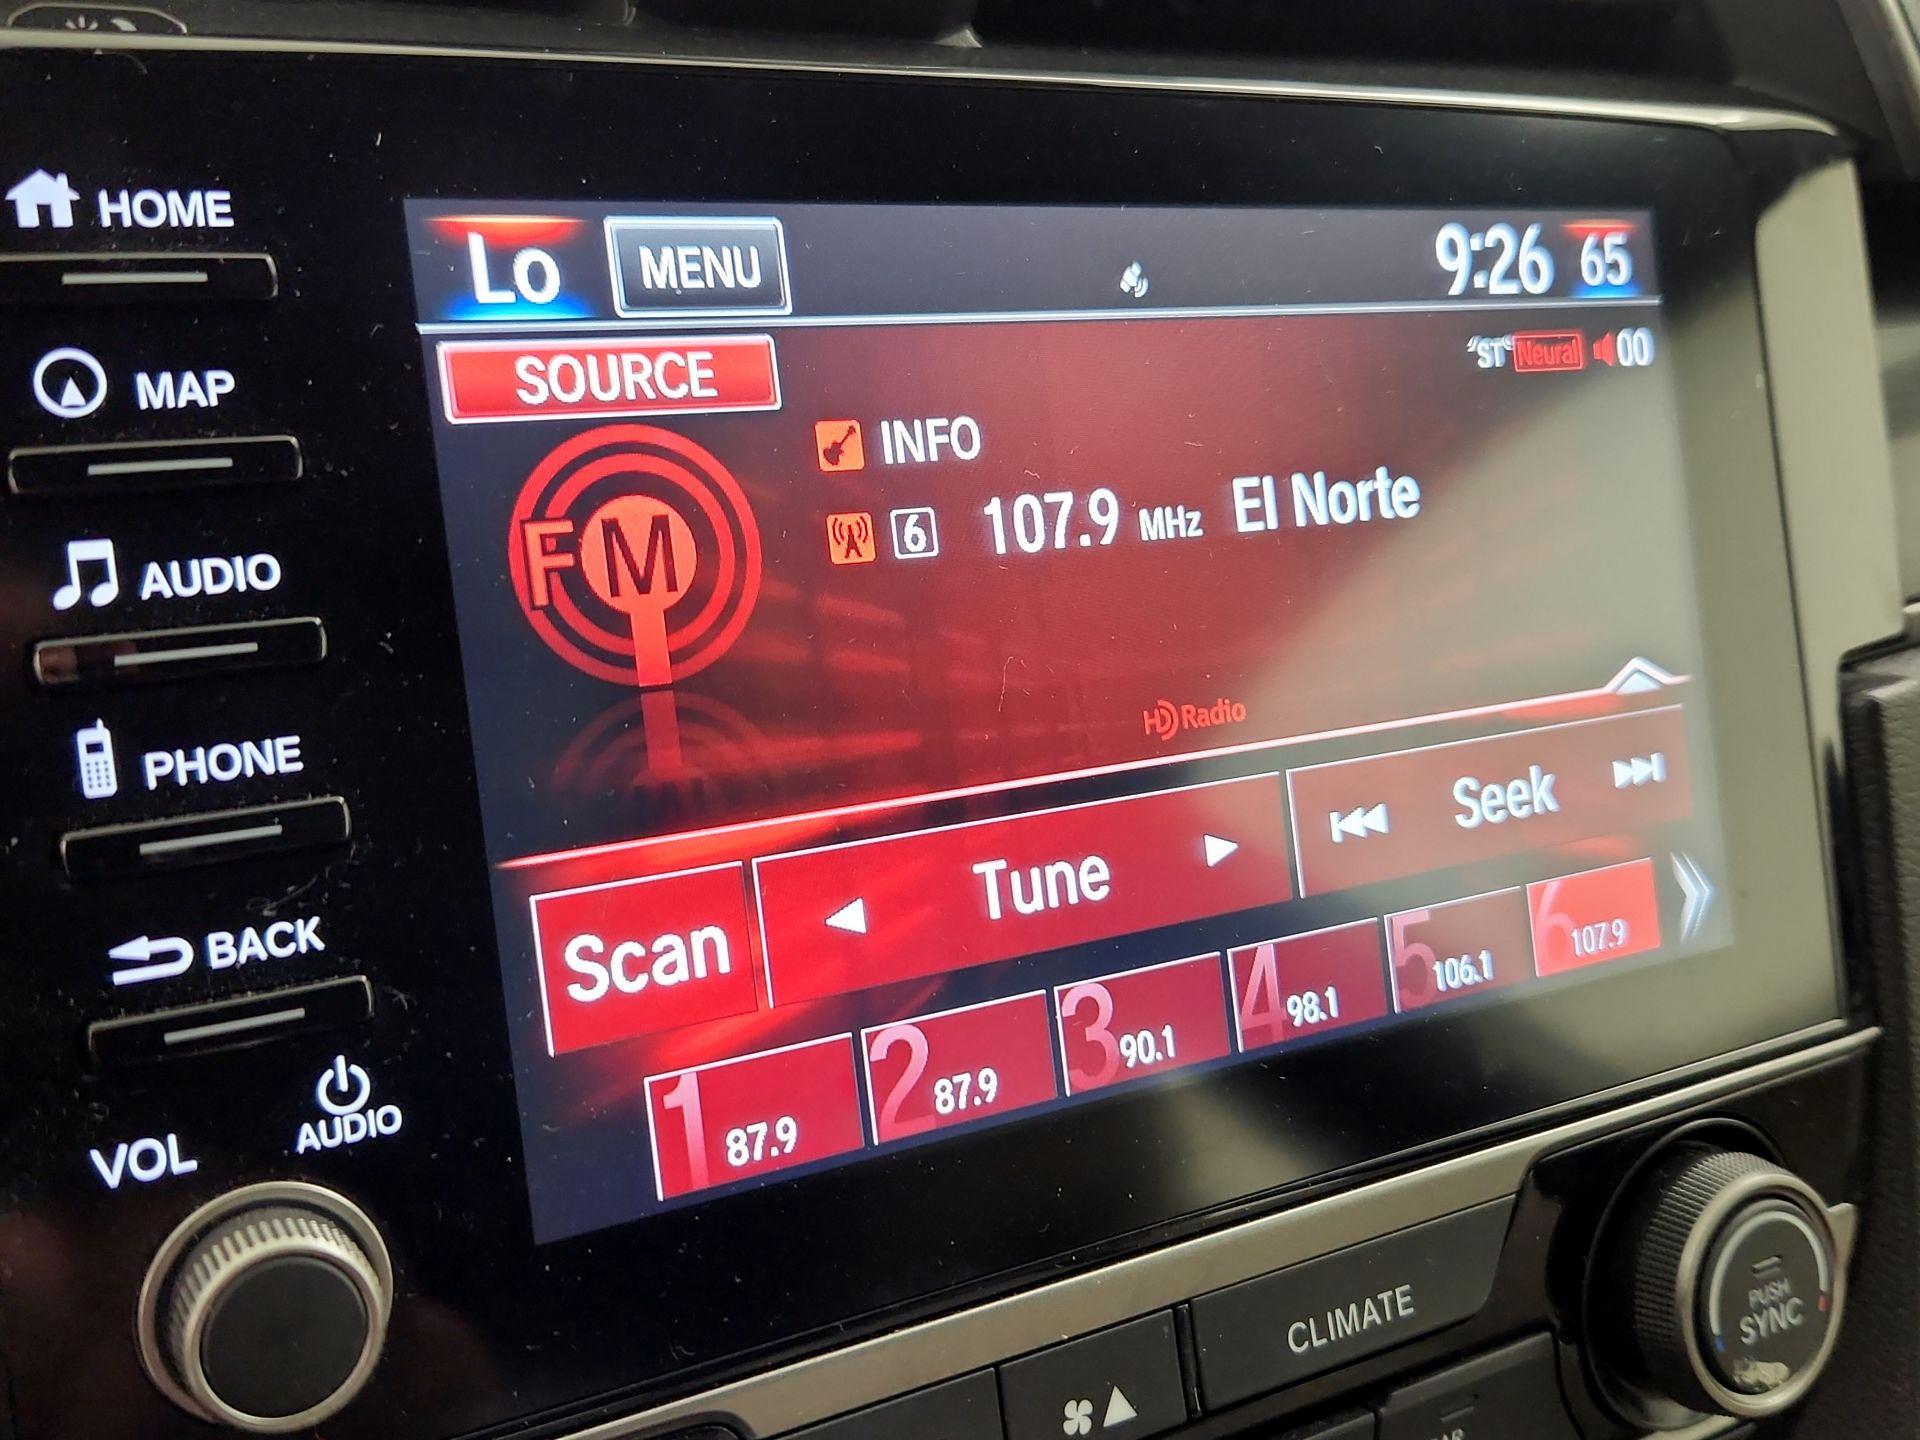 HOME
MAP
AUDIO
PHONE
BACK
AUDIO
VOL
Lo MENU 9:26 65
SOURCE "ST" Neural 00
FM
INFO
6 107.9 MHz El Norte
HD Radio
Scan Tune Seek
1 87.9 2 87.9 3 90.1 4 98.1 5 106.1 6 107.9
CLIMATE
PUSH
SYNC